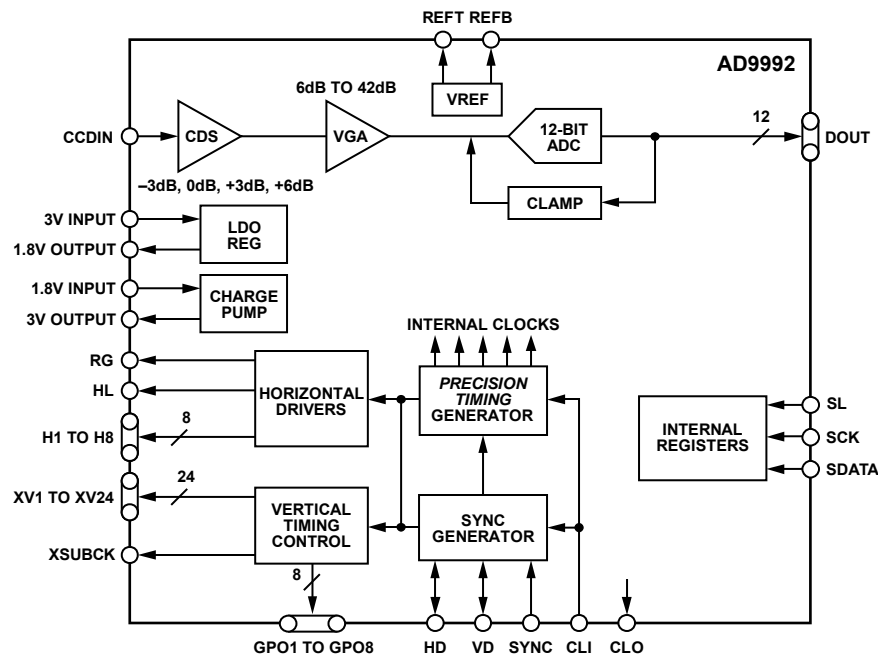 REFT REFB
AD9992
6dB TO 42dB
VREF
CCDIN
CDS
VGA
12-BIT
ADC
12
DOUT
–3dB, 0dB, +3dB, +6dB
CLAMP
3V INPUT
LDO
REG
1.8V OUTPUT
1.8V INPUT
CHARGE
PUMP
3V OUTPUT
INTERNAL CLOCKS
RG
HL
HORIZONTAL
DRIVERS
PRECISION
TIMING
GENERATOR
8
H1 TO H8
INTERNAL
REGISTERS
SL
SCK
SDATA
24
XV1 TO XV24
VERTICAL
TIMING
CONTROL
SYNC
GENERATOR
XSUBCK
8
GPO1 TO GPO8
HD
VD
SYNC
CLI
CLO